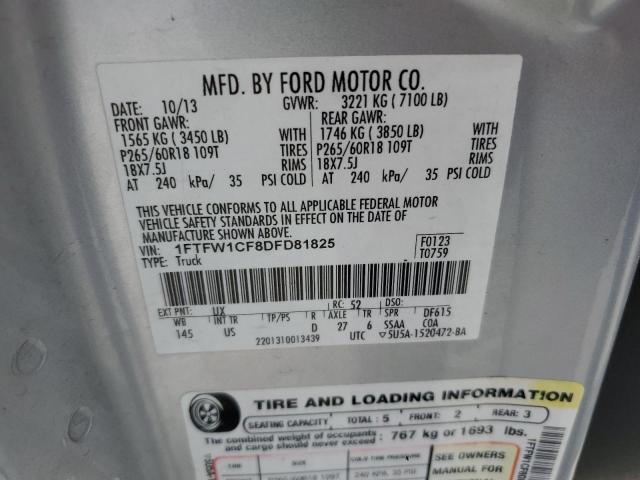 MFD. BY FORD MOTOR CO.
DATE: 10/13 GVWR: 3221 KG ( 7100 LB)
FRONT GAWR: REAR GAWR:
1565 KG ( 3450 LB) WITH 1746 KG ( 3850 LB) WITH
P265/60R18 109T TIRES P265/60R18 109T TIRES
18X7.5J RIMS 18X7.5J RIMS
AT 240 kPa/ 35 PSI COLD AT 240 kPa/ 35 PSI COLD
THIS VEHICLE CONFORMS TO ALL APPLICABLE FEDERAL MOTOR
VEHICLE SAFETY STANDARDS IN EFFECT ON THE DATE OF
MANUFACTURE SHOWN ABOVE.
VIN: 1FTFW1CF8DFD81825 F0123
TYPE: Truck T0759
EXT PNT: UX RC: 52 DSO:
WB INT TR TP/PS R AXLE TR SPR DF615
145 US D 27 6 SSAA COA
2201310013439 UTC ▽5U5A-1520472-BA
TIRE AND LOADING INFORMATION
SEATING CAPACITY TOTAL: 5 FRONT: 2 REAR: 3
The combined weight of occupants
and cargo should never exceed: 767 kg or 1693 lbs.
TIRE SIZE COLD TIRE PRESSURE SEE OWNERS
MANUAL FOR